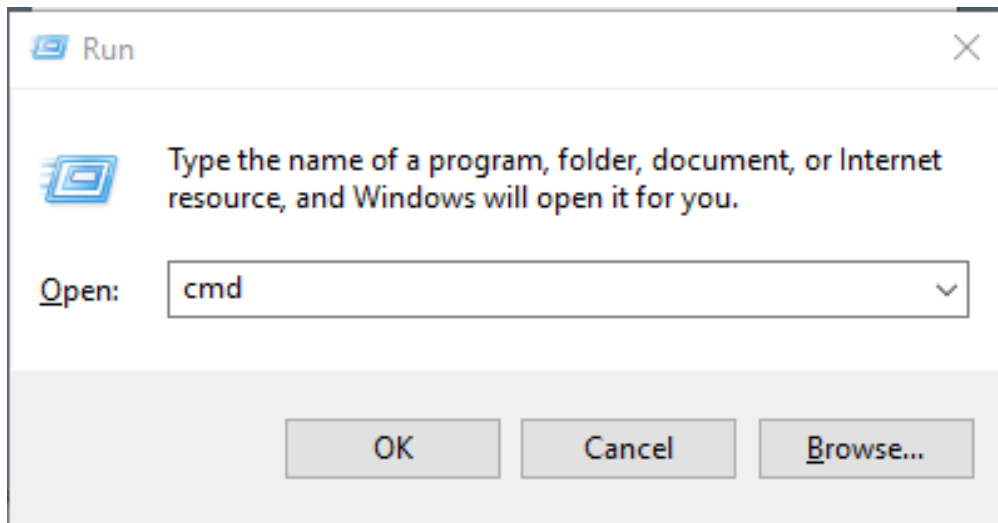 Run
Type the name of a program, folder, document, or Internet
resource, and Windows will open it for you.
Open: cmd
OK Cancel Browse...